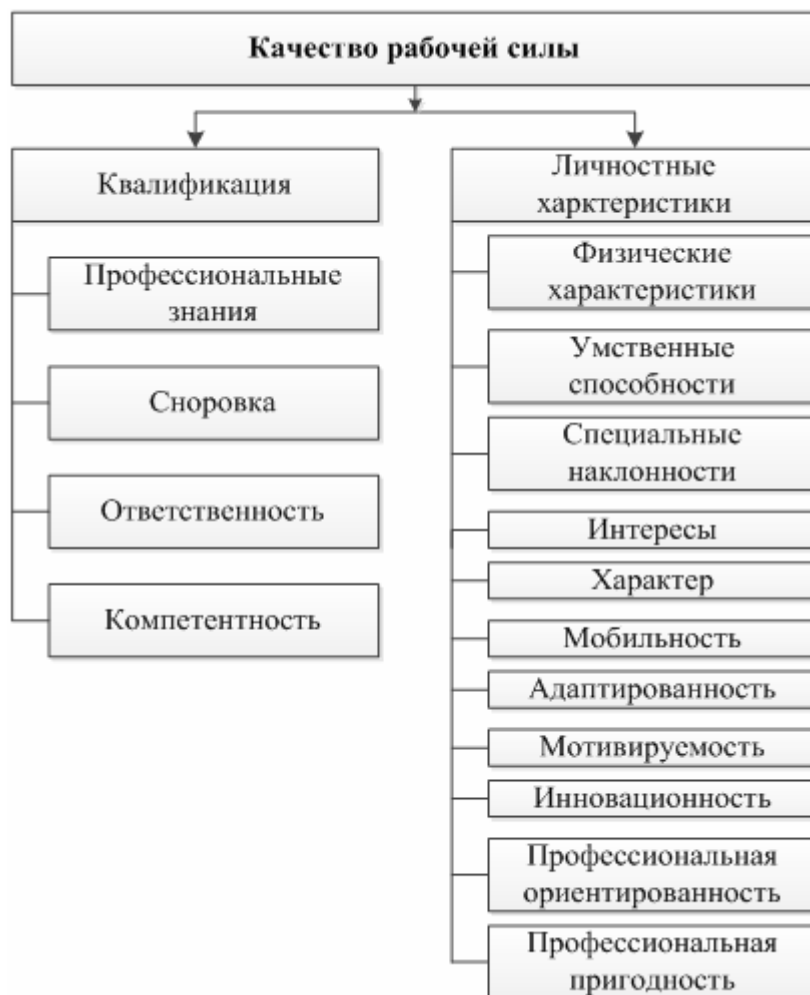 Качество рабочей силы
Квалификация
Профессиональные
знания
Сноровка
Ответственность
Компетентность
Личностные
харктеристики
Физические
характеристики
Умственные
способности
Специальные
наклонности
Интересы
Характер
Мобильность
Адаптированность
Мотивируемость
Инновационность
Профессиональная
ориентированность
Профессиональная
пригодность